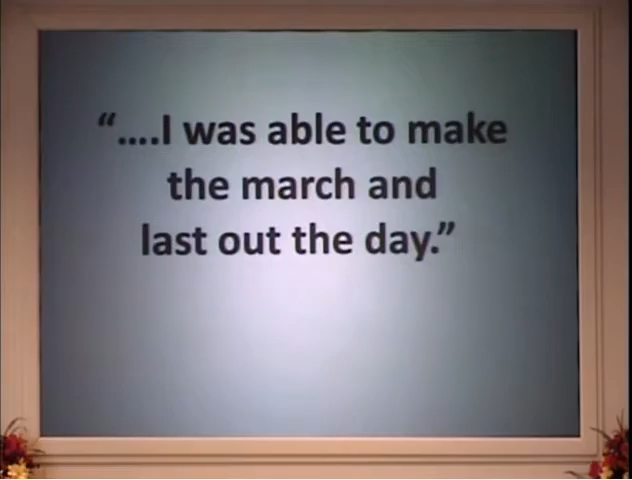 “....I was able to make
the march and
last out the day.”